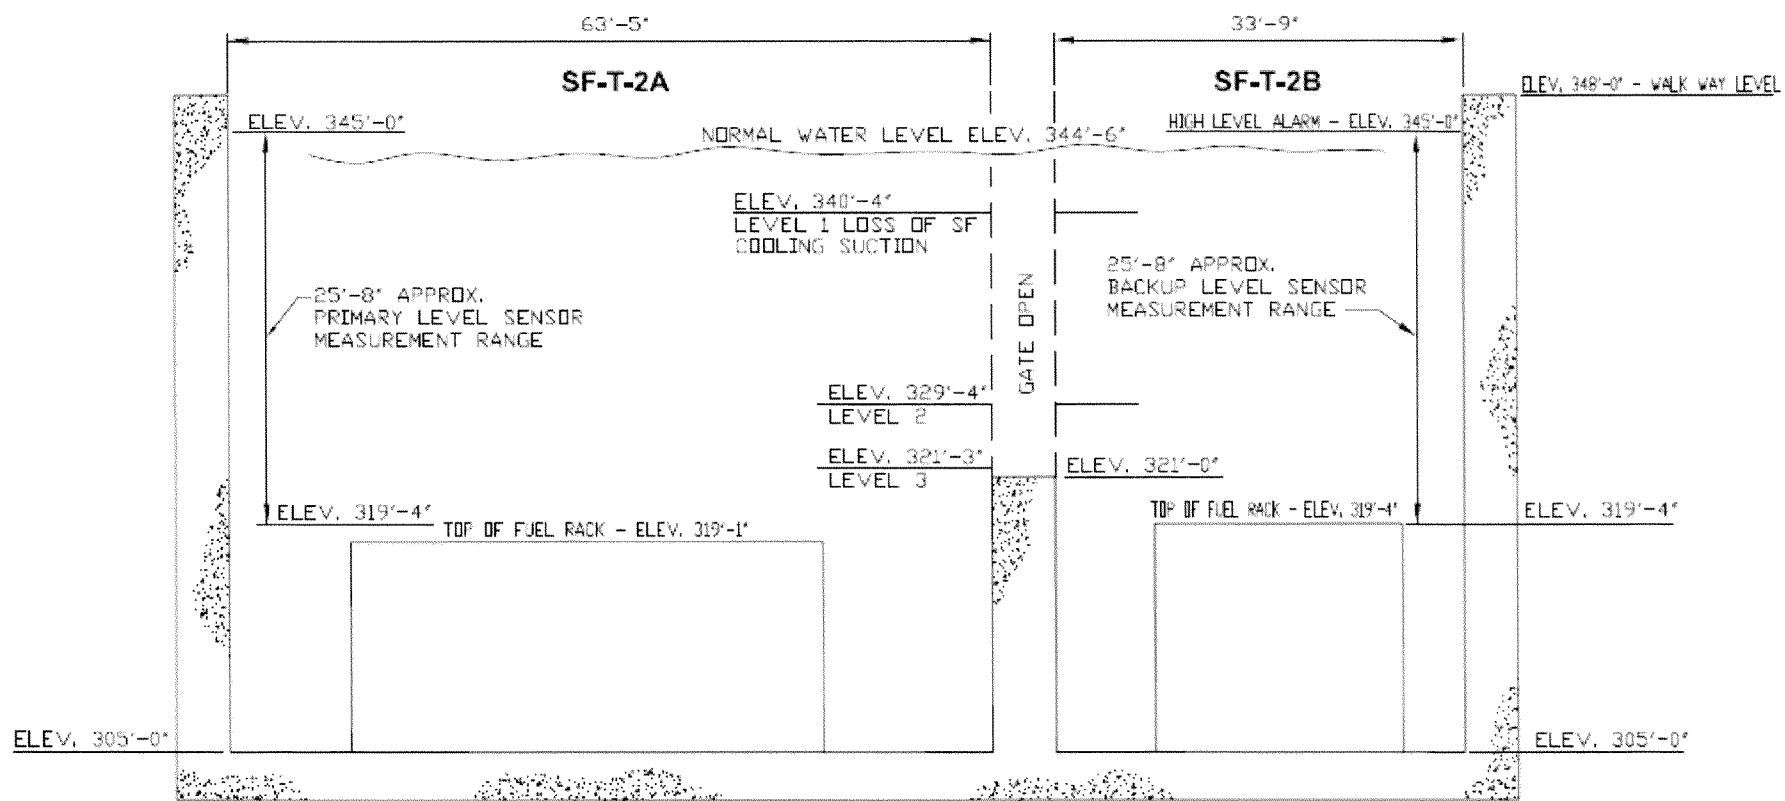 63'-5"
33'-9"
SF-T-2A
SF-T-2B
ELEV. 348'-0" - WALK WAY LEVEL
ELEV. 345'-0"
NORMAL WATER LEVEL ELEV. 344'-6"
HIGH LEVEL ALARM - ELEV. 345'-0"
ELEV. 340'-4"
LEVEL 1 LOSS OF SF
COOLING SUCTION
25'-8" APPROX.
PRIMARY LEVEL SENSOR
MEASUREMENT RANGE
GATE OPEN
25'-8" APPROX.
BACKUP LEVEL SENSOR
MEASUREMENT RANGE
ELEV. 329'-4"
LEVEL 2
ELEV. 321'-3"
LEVEL 3
ELEV. 321'-0"
ELEV. 319'-4"
TOP OF FUEL RACK - ELEV. 319'-1"
TOP OF FUEL RACK - ELEV. 319'-4"
ELEV. 319'-4"
ELEV. 305'-0"
ELEV. 305'-0"